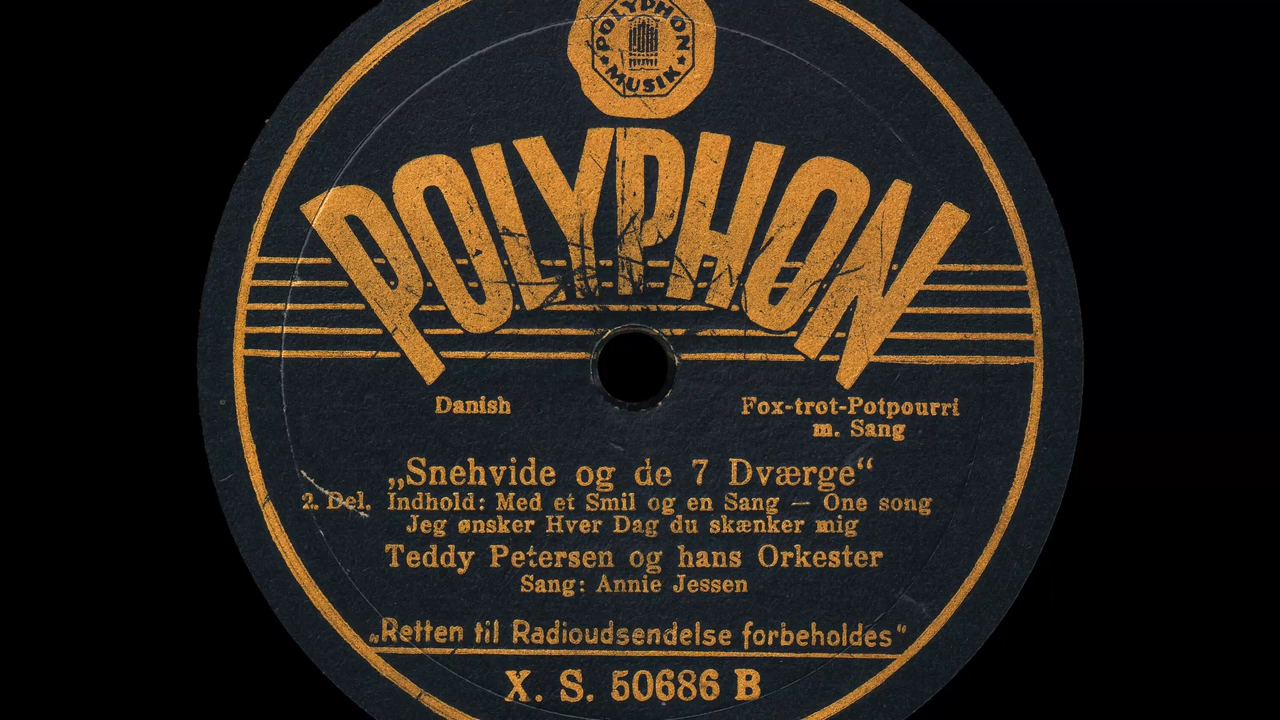 POLYPHON
MUSIK
POLYPHON
Danish
Fox-trot-Potpourri
m. Sang
„Snehvide og de 7 Dværge“
2. Del. Indhold: Med et Smil og en Sang — One song
Jeg ønsker Hver Dag du skænker mig
Teddy Petersen og hans Orkester
Sang: Annie Jessen
„Retten til Radioudsendelse forbeholdes“
X. S. 50686 B